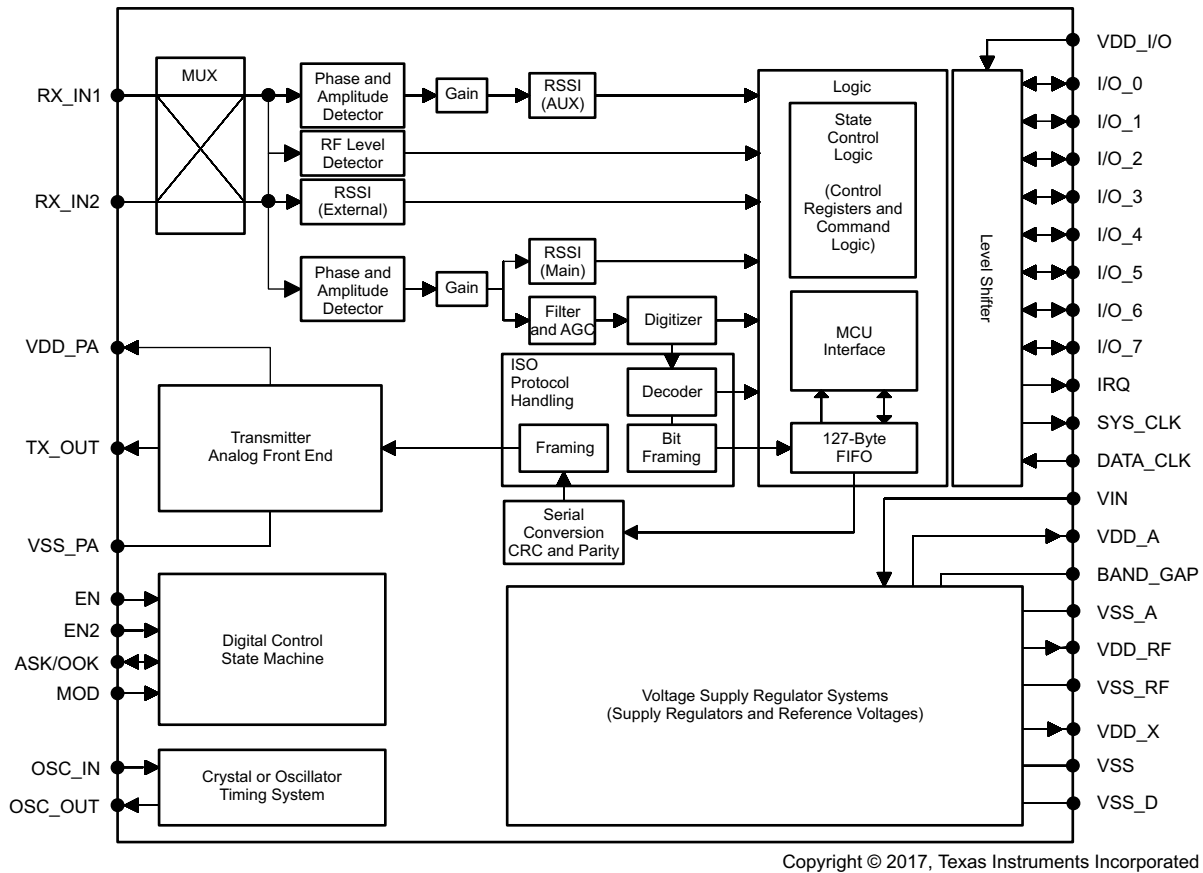 VDD_I/O
MUX
RX_IN1
Phase and
Amplitude
Detector
Gain
RSSI
(AUX)
Logic
I/O_0
State
Control
Logic
I/O_1
RF Level
Detector
I/O_2
RX_IN2
RSSI
(External)
(Control
Registers and
Command
Logic)
I/O_3
I/O_4
Level Shifter
RSSI
(Main)
Phase and
Amplitude
Detector
Gain
I/O_5
Filter
and AGC
Digitizer
I/O_6
MCU
Interface
VDD_PA
I/O_7
ISO
Protocol
Handling
Decoder
IRQ
SYS_CLK
TX_OUT
Transmitter
Analog Front End
Framing
Bit
Framing
127-Byte
FIFO
DATA_CLK
VIN
Serial
Conversion
CRC and Parity
VDD_A
VSS_PA
BAND_GAP
EN
VSS_A
EN2
Digital Control
State Machine
VDD_RF
ASK/OOK
MOD
VSS_RF
Voltage Supply Regulator Systems
(Supply Regulators and Reference Voltages)
VDD_X
OSC_IN
Crystal or Oscillator
Timing System
VSS
OSC_OUT
VSS_D
Copyright © 2017, Texas Instruments Incorporated